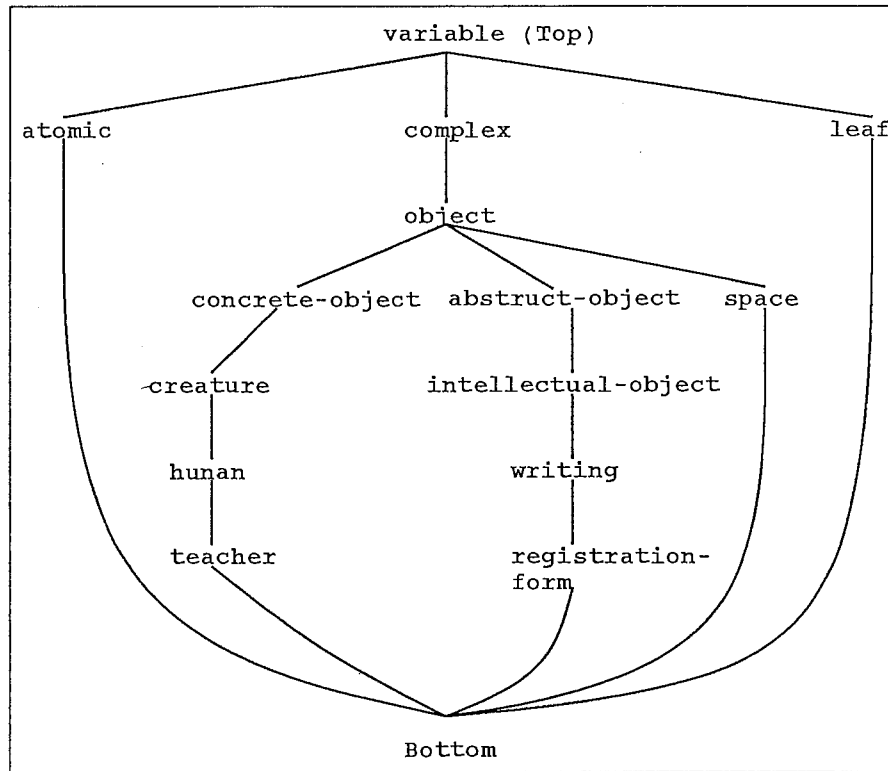 variable (Top)
atomic
complex
leaf
object
concrete-object
abstruct-object
space
creature
intellectual-object
hunan
writing
teacher
registration-
form
Bottom